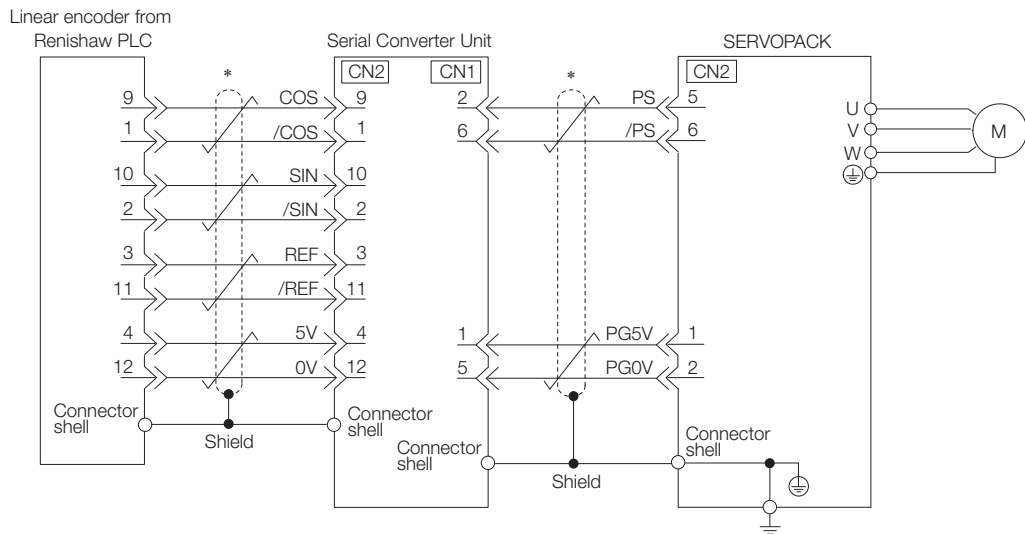 Linear encoder from
Renishaw PLC
Serial Converter Unit
SERVOPACK
* CN2 CN1 * CN2
9 COS 9 2 PS 5
1 /COS 1 6 /PS 6
10 SIN 10
2 /SIN 2
3 REF 3
11 /REF 11
4 5V 4 1 PG5V 1
12 0V 12 5 PG0V 2
U
V
W
M
Connector
shell
Shield
Connector
shell
Connector
shell
Shield
Connector
shell